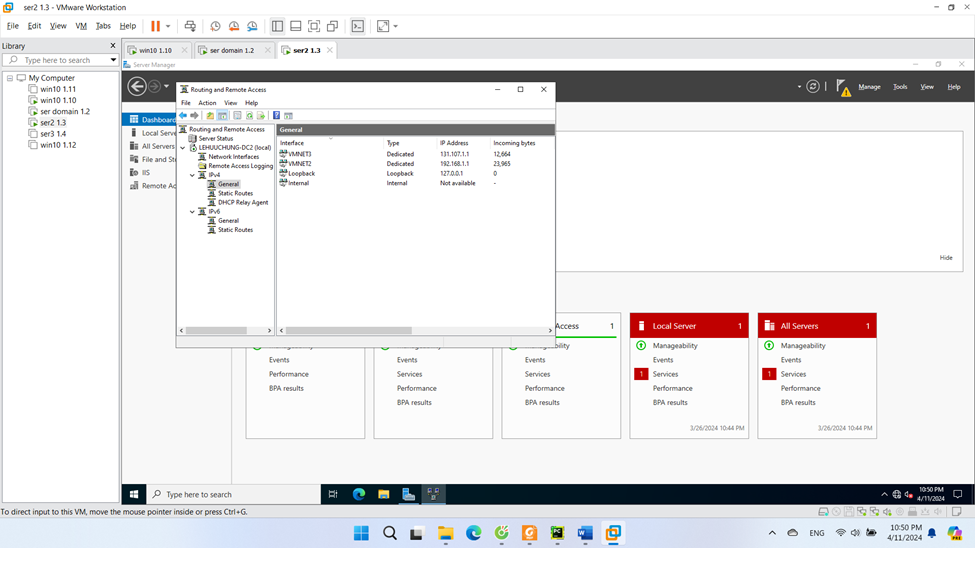 ser2 1.3 - VMware Workstation
File Edit View VM Tabs Help
Library
Type here to search
My Computer
win10 1.11
win10 1.10
ser domain 1.2
ser2 1.3
ser3 1.4
win10 1.12
win10 1.10
ser domain 1.2
ser2 1.3
Server Manager
Manage Tools View Help
Dashboard
Local Serve
All Servers
File and St
IIS
Remote Ac
Routing and Remote Access
File Action View Help
Routing and Remote Access
Server Status
LEHUUCHUNG-DC2 (local)
Network Interfaces
Remote Access Logging
IPv4
General
Static Routes
DHCP Relay Agent
IPv6
General
Static Routes
General
Interface Type IP Address Incoming bytes
VMNET3 Dedicated 131.107.1.1 12,664
VMNET2 Dedicated 192.168.1.1 23,965
Loopback Loopback 127.0.0.1 0
Internal Internal Not available -
Hide
Events
Performance
BPA results
Events
Services
Performance
BPA results
Access 1
Manageability
Events
Services
Performance
BPA results
Local Server 1
Manageability
Events
1 Services
Performance
BPA results
3/26/2024 10:44 PM
All Servers 1
Manageability
Events
1 Services
Performance
BPA results
3/26/2024 10:44 PM
Type here to search
10:50 PM
4/11/2024
To direct input to this VM, move the mouse pointer inside or press Ctrl+G.
ENG
10:50 PM
4/11/2024